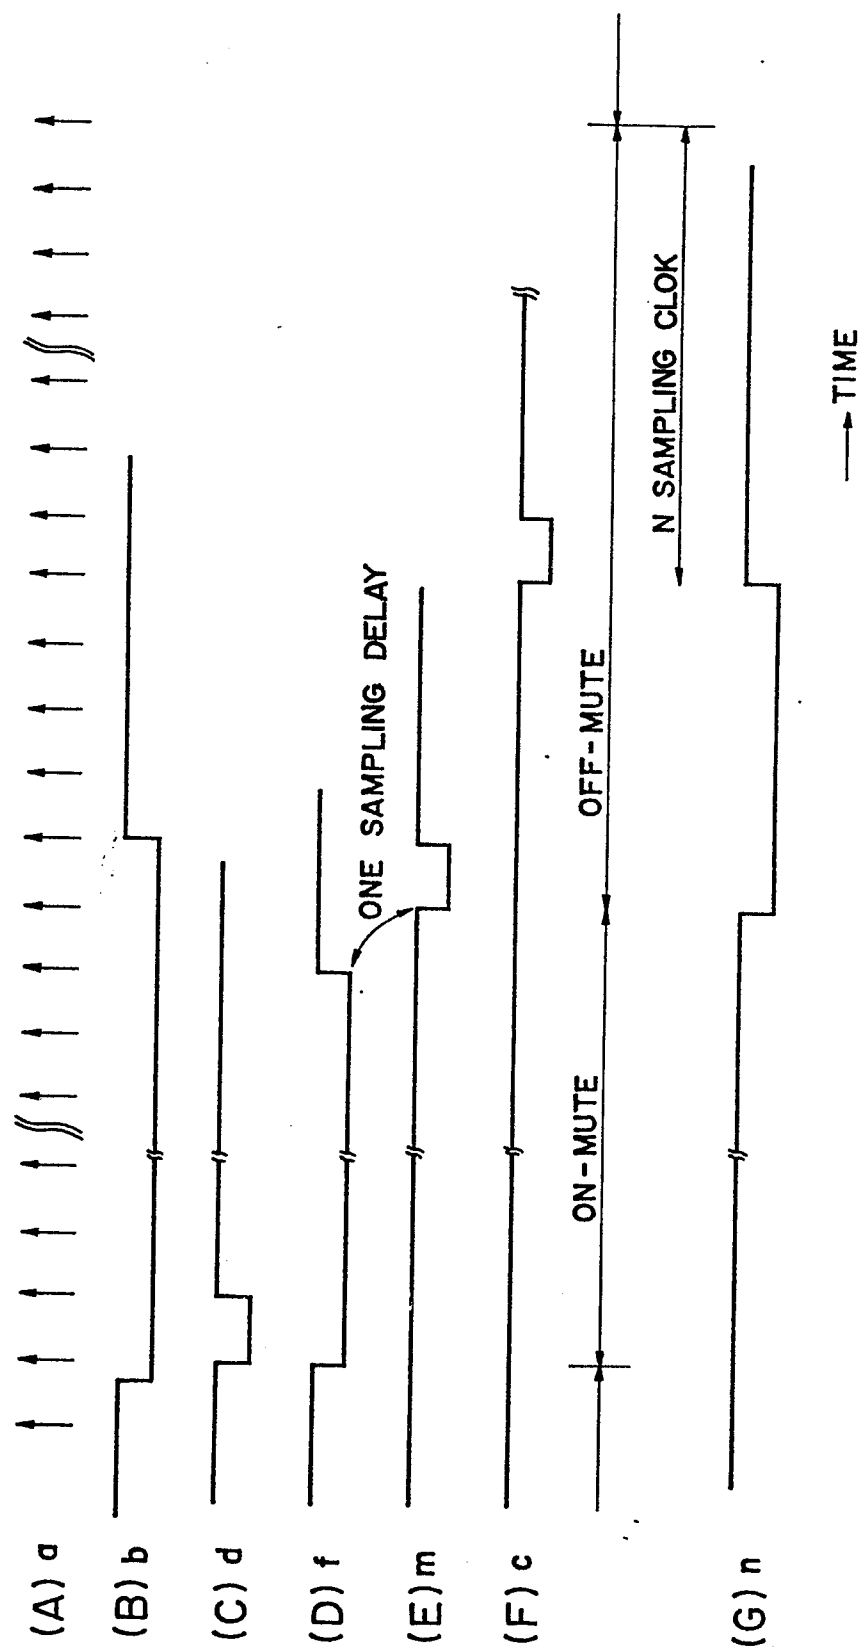 (A) a
(B) b
(C) d
(D) f
ONE SAMPLING DELAY
(E) m
(F) c
ON-MUTE
OFF-MUTE
N SAMPLING CLOK
(G) n
TIME